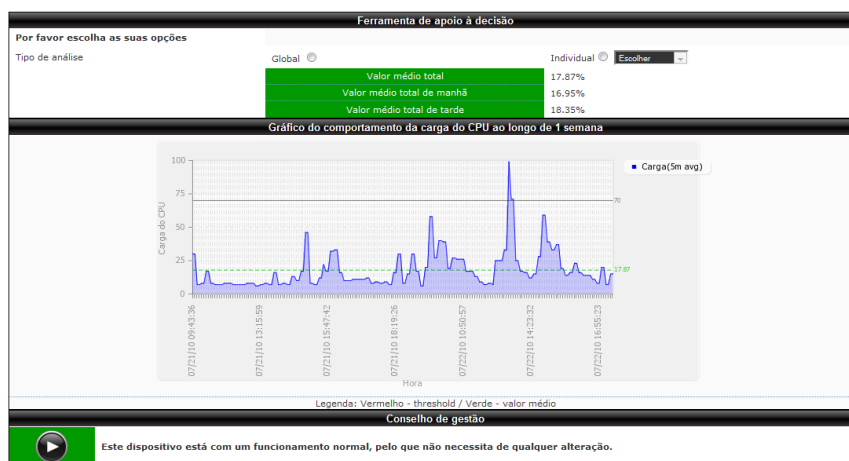 Ferramenta de apoio à decisão
Por favor escolha as suas opções
Tipo de análise
Global
Individual
Escolher
Valor médio total 17.87%
Valor médio total de manhã 16.95%
Valor médio total de tarde 18.35%
Gráfico do comportamento da carga do CPU ao longo de 1 semana
100
75
50
25
0
Carga do CPU
70
17.87
Carga(5m avg)
07/21/10 09:43:36
07/21/10 13:15:59
07/21/10 15:47:42
07/21/10 18:19:26
07/22/10 10:50:57
07/22/10 14:23:32
07/22/10 16:55:23
Hora
Legenda: Vermelho - threshold / Verde - valor médio
Conselho de gestão
Este dispositivo está com um funcionamento normal, pelo que não necessita de qualquer alteração.